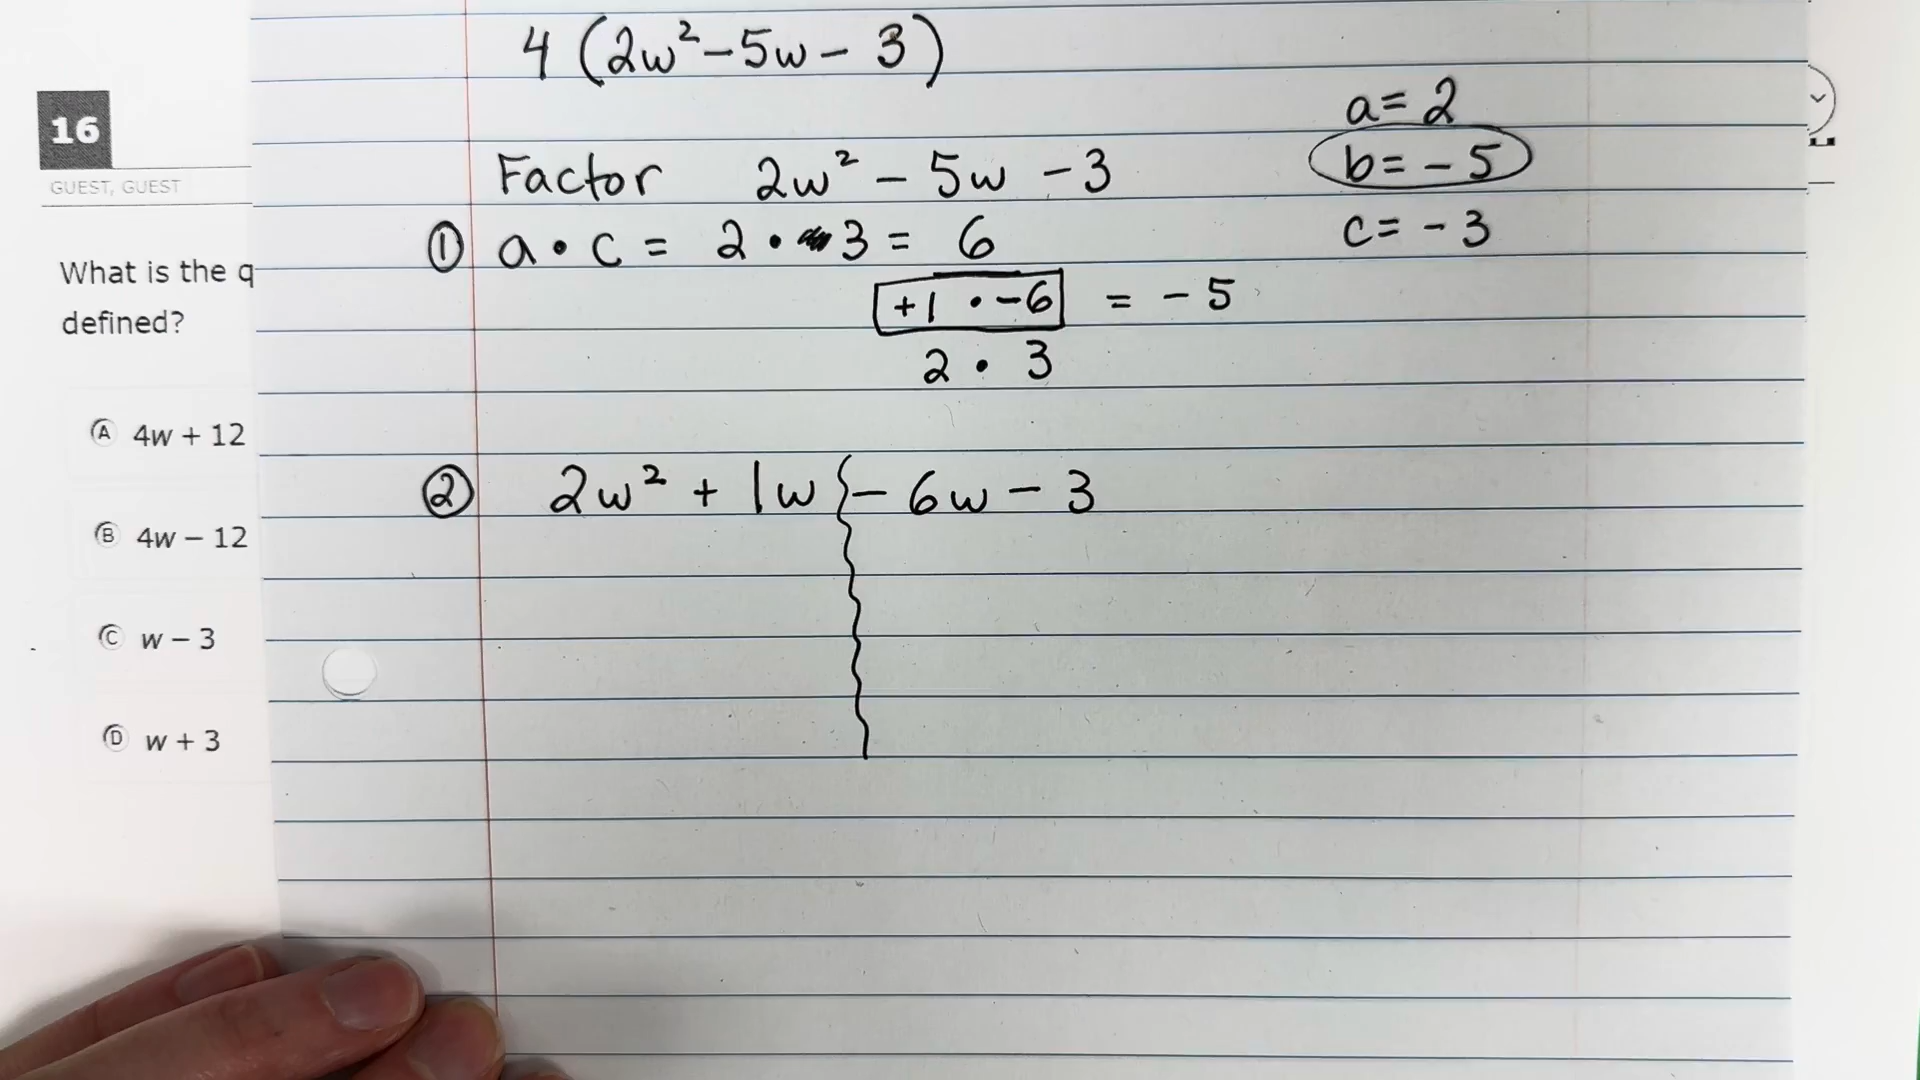 4 (2w² - 5w - 3)
16
GUEST, GUEST
a = 2
Factor 2w² - 5w - 3
b = - 5
① a • c = 2 • 3 = 6
c = - 3
What is the q
defined?
+1 • -6 = - 5
2 • 3
A 4w + 12
② 2w² + 1w - 6w - 3
B 4w - 12
C w - 3
D w + 3